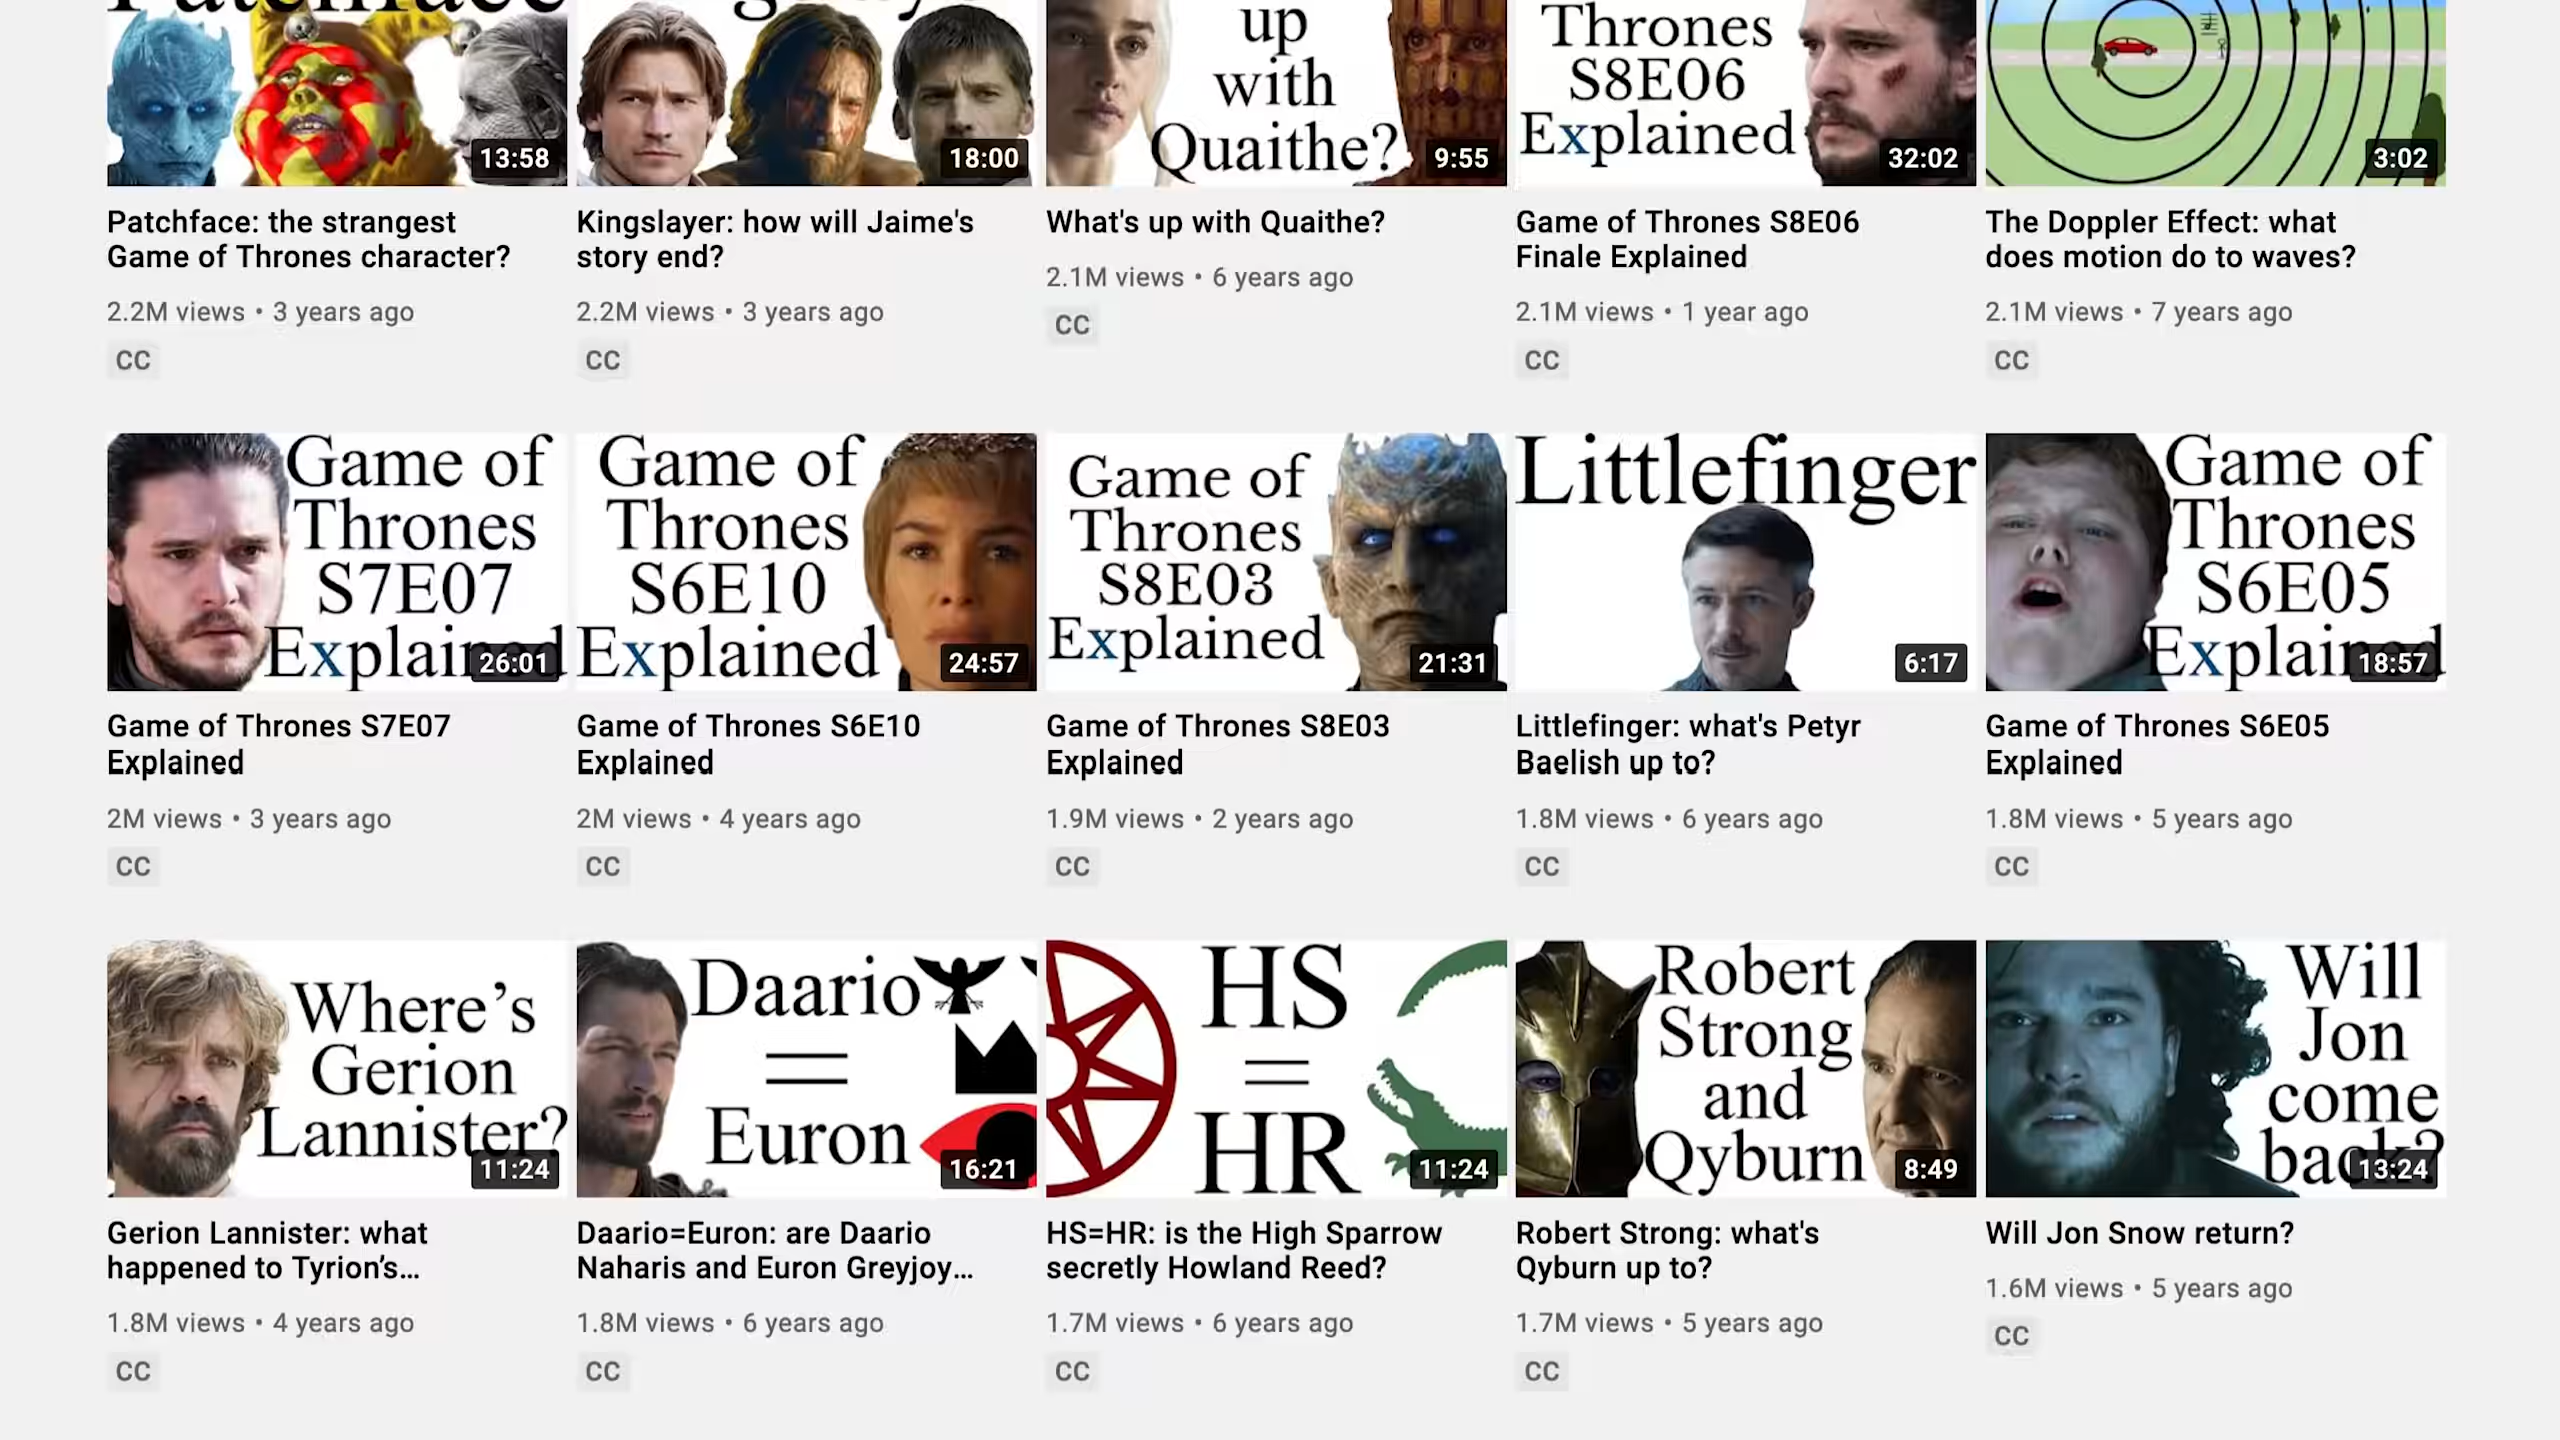 up
with
Quaithe?
Thrones
S8E06
Explained
13:58
18:00
9:55
32:02
3:02
Patchface: the strangest
Game of Thrones character?
2.2M views • 3 years ago
CC
Kingslayer: how will Jaime's
story end?
2.2M views • 3 years ago
CC
What's up with Quaithe?
2.1M views • 6 years ago
CC
Game of Thrones S8E06
Finale Explained
2.1M views • 1 year ago
CC
The Doppler Effect: what
does motion do to waves?
2.1M views • 7 years ago
CC
Game of
Thrones
S7E07
Explained
26:01
Game of Thrones S7E07
Explained
2M views • 3 years ago
CC
Game of
Thrones
S6E10
Explained
24:57
Game of Thrones S6E10
Explained
2M views • 4 years ago
CC
Game of
Thrones
S8E03
Explained
21:31
Game of Thrones S8E03
Explained
1.9M views • 2 years ago
CC
Littlefinger
6:17
Littlefinger: what's Petyr
Baelish up to?
1.8M views • 6 years ago
CC
Game of
Thrones
S6E05
Explained
18:57
Game of Thrones S6E05
Explained
1.8M views • 5 years ago
CC
Where's
Gerion
Lannister?
11:24
Gerion Lannister: what
happened to Tyrion’s...
1.8M views • 4 years ago
CC
Daario
=
Euron
16:21
Daario=Euron: are Daario
Naharis and Euron Greyjoy...
1.8M views • 6 years ago
CC
HS
=
HR
11:24
HS=HR: is the High Sparrow
secretly Howland Reed?
1.7M views • 6 years ago
CC
Robert
Strong
and
Qyburn
8:49
Robert Strong: what's
Qyburn up to?
1.7M views • 5 years ago
CC
Will
Jon
come
back?
13:24
Will Jon Snow return?
1.6M views • 5 years ago
CC